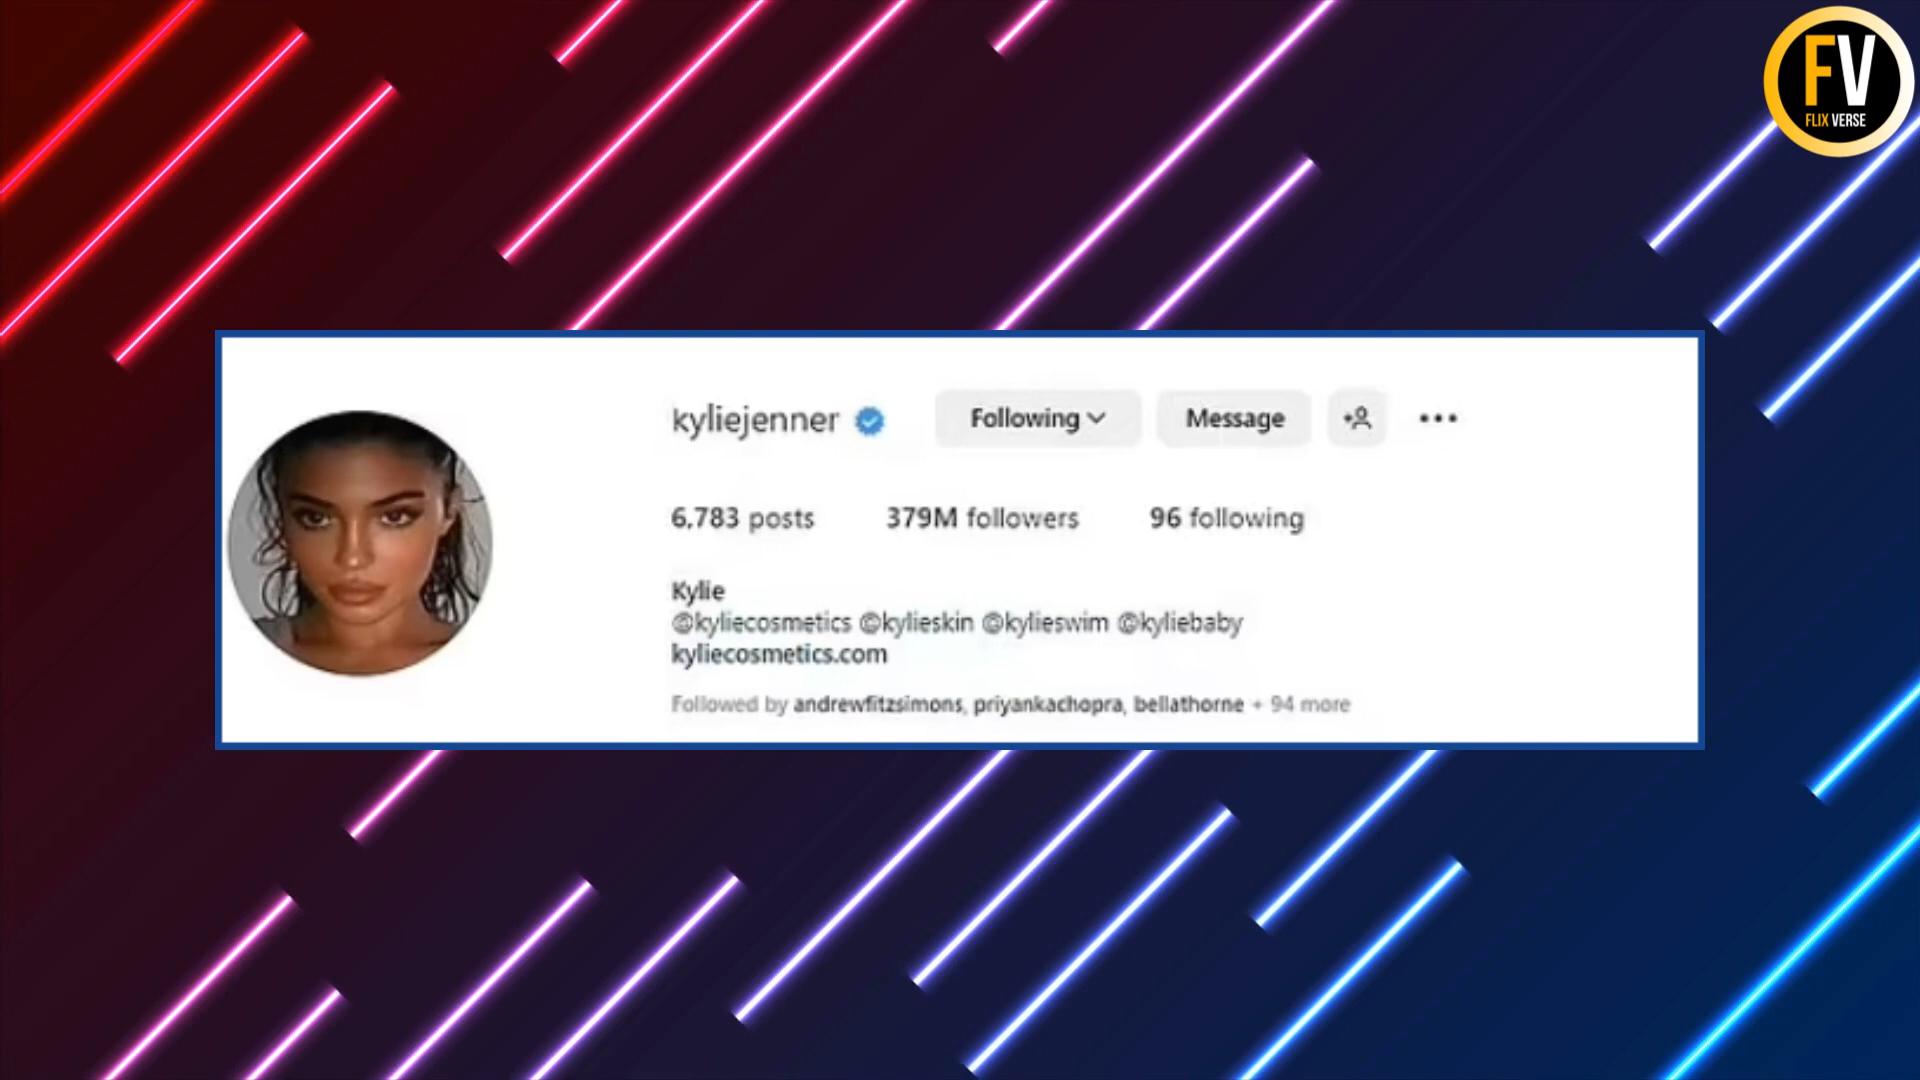 FV
FLIX VERSE
kyliejenner Following Message
6,783 posts 379M followers 96 following
Kylie
@kyliecosmetics @kylieskin @kylieswim @kyliebaby
kyliecosmetics.com
Followed by andrewfitzsimons, priyankachopra, bellathorne + 94 more